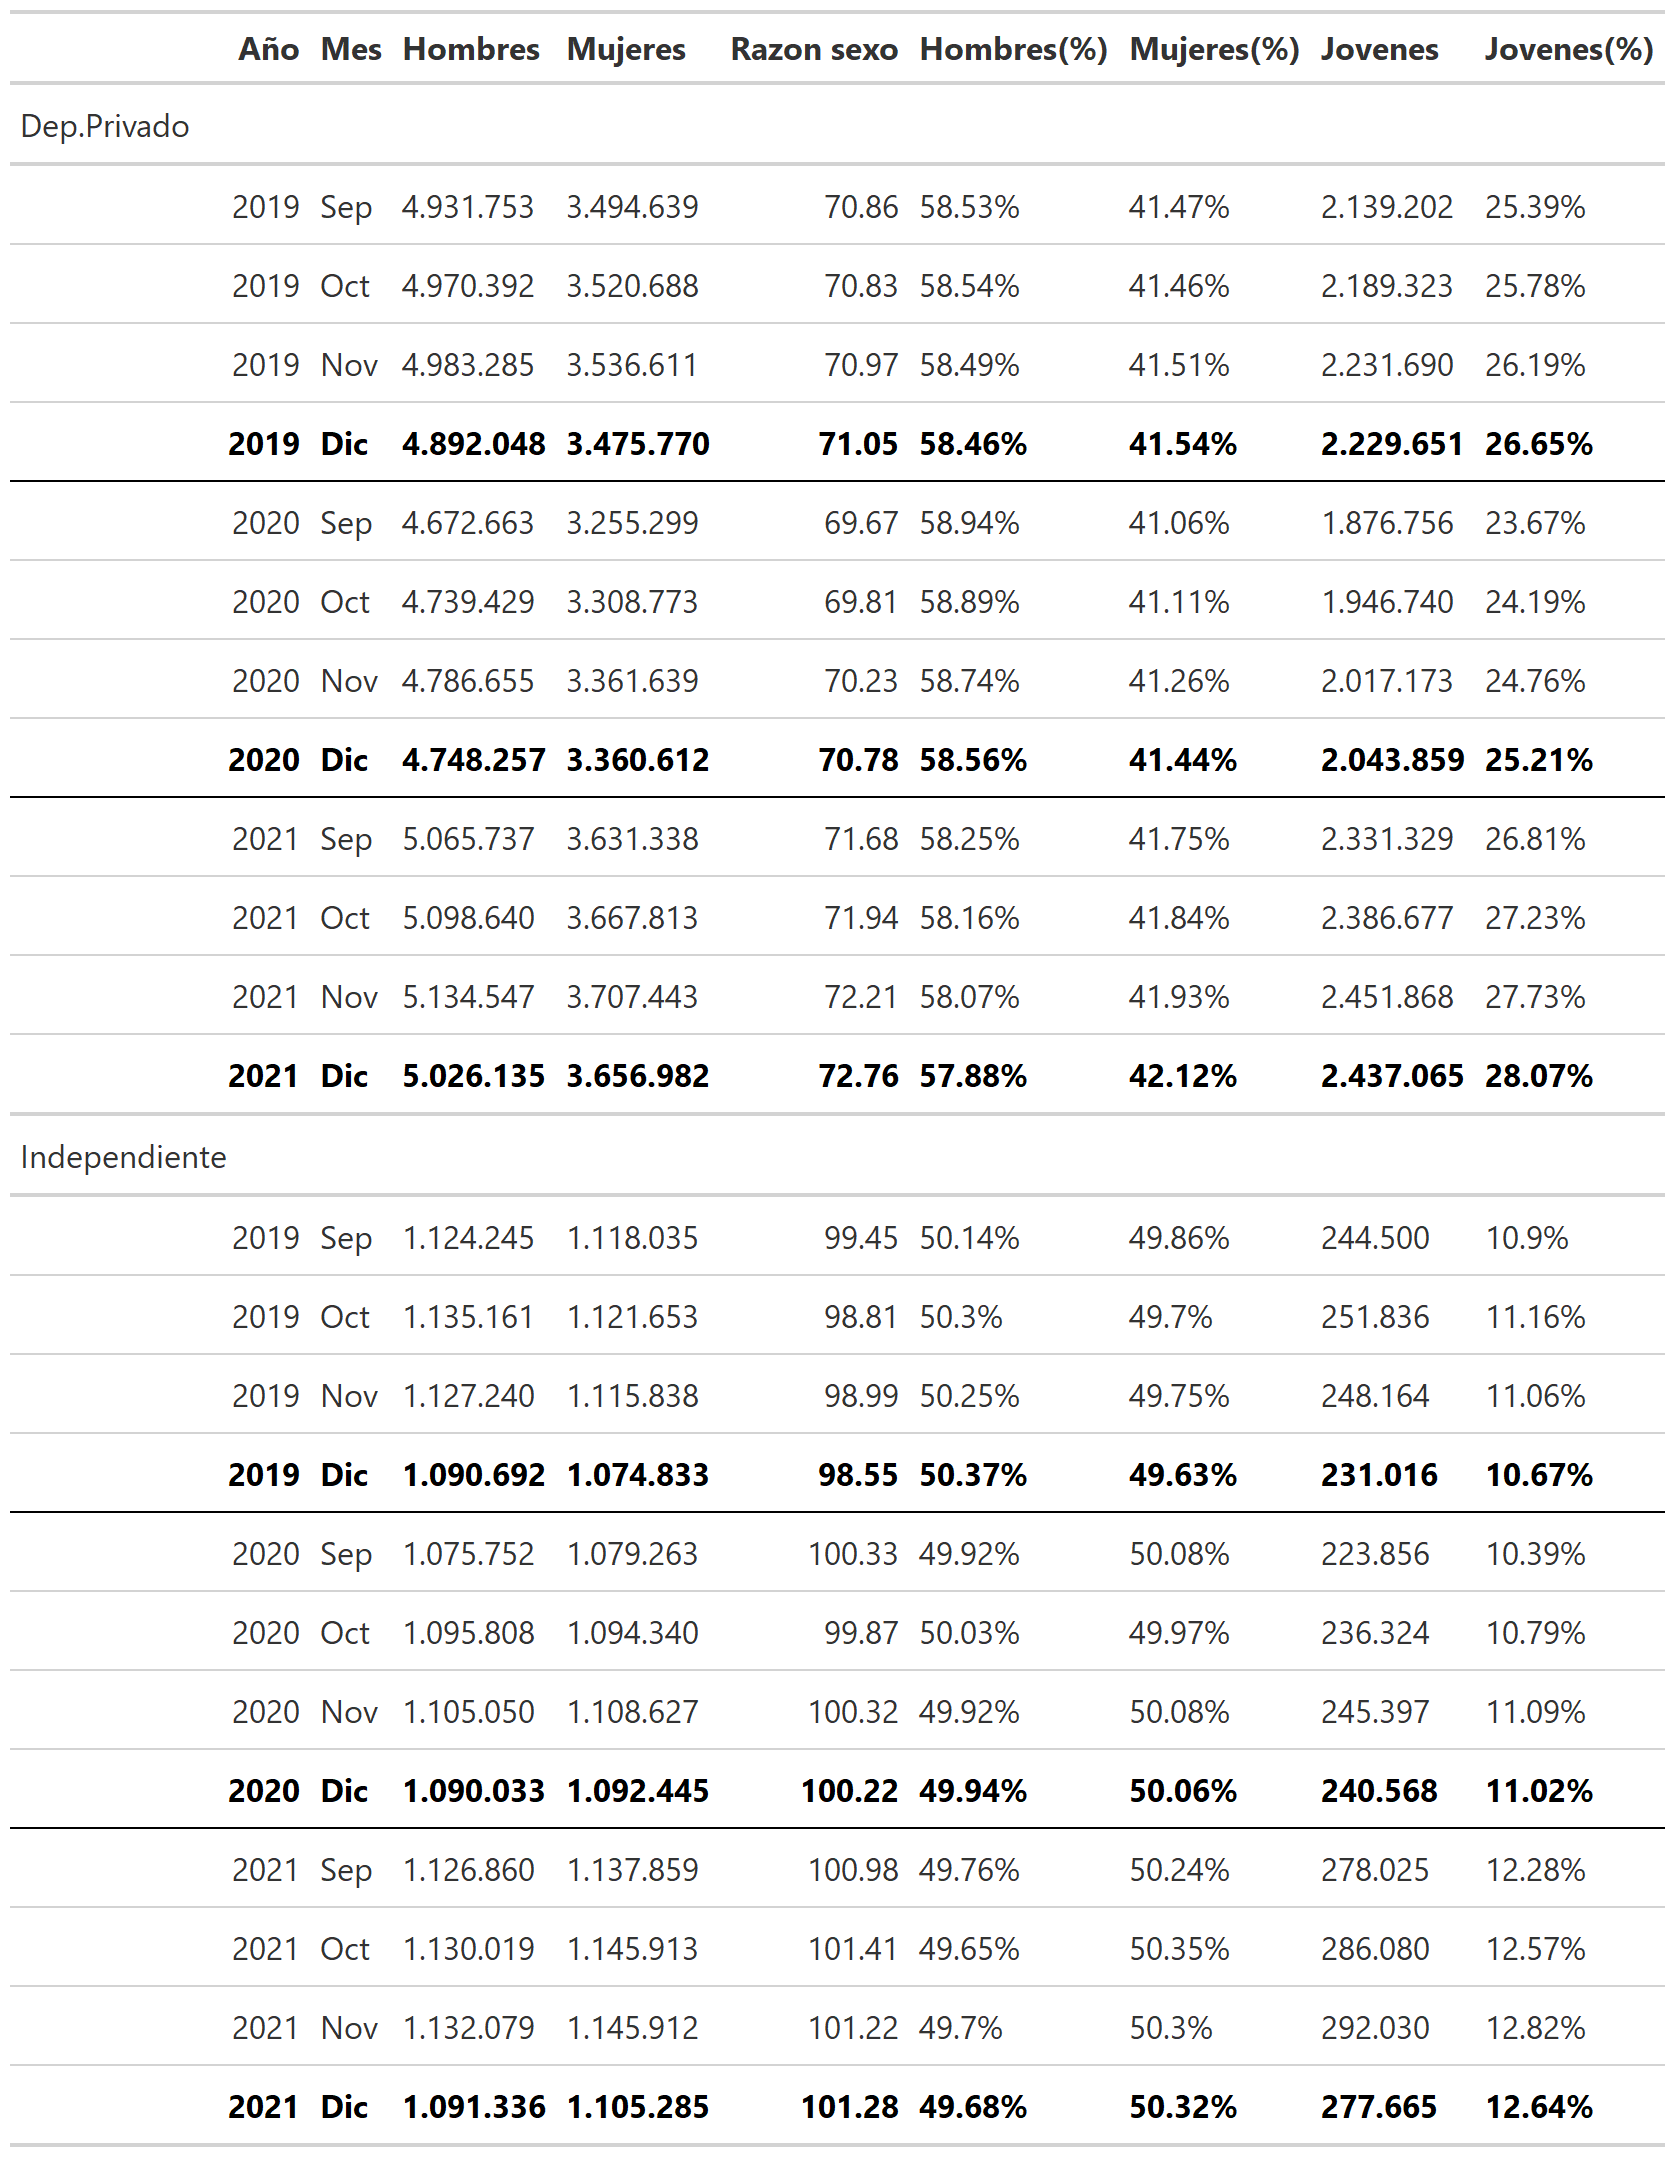 Año Mes Hombres Mujeres Razon sexo Hombres(%) Mujeres(%) Jovenes Jovenes(%)
Dep.Privado
2019 Sep 4.931.753 3.494.639 70.86 58.53% 41.47% 2.139.202 25.39%
2019 Oct 4.970.392 3.520.688 70.83 58.54% 41.46% 2.189.323 25.78%
2019 Nov 4.983.285 3.536.611 70.97 58.49% 41.51% 2.231.690 26.19%
2019 Dic 4.892.048 3.475.770 71.05 58.46% 41.54% 2.229.651 26.65%
2020 Sep 4.672.663 3.255.299 69.67 58.94% 41.06% 1.876.756 23.67%
2020 Oct 4.739.429 3.308.773 69.81 58.89% 41.11% 1.946.740 24.19%
2020 Nov 4.786.655 3.361.639 70.23 58.74% 41.26% 2.017.173 24.76%
2020 Dic 4.748.257 3.360.612 70.78 58.56% 41.44% 2.043.859 25.21%
2021 Sep 5.065.737 3.631.338 71.68 58.25% 41.75% 2.331.329 26.81%
2021 Oct 5.098.640 3.667.813 71.94 58.16% 41.84% 2.386.677 27.23%
2021 Nov 5.134.547 3.707.443 72.21 58.07% 41.93% 2.451.868 27.73%
2021 Dic 5.026.135 3.656.982 72.76 57.88% 42.12% 2.437.065 28.07%
Independiente
2019 Sep 1.124.245 1.118.035 99.45 50.14% 49.86% 244.500 10.9%
2019 Oct 1.135.161 1.121.653 98.81 50.3% 49.7% 251.836 11.16%
2019 Nov 1.127.240 1.115.838 98.99 50.25% 49.75% 248.164 11.06%
2019 Dic 1.090.692 1.074.833 98.55 50.37% 49.63% 231.016 10.67%
2020 Sep 1.075.752 1.079.263 100.33 49.92% 50.08% 223.856 10.39%
2020 Oct 1.095.808 1.094.340 99.87 50.03% 49.97% 236.324 10.79%
2020 Nov 1.105.050 1.108.627 100.32 49.92% 50.08% 245.397 11.09%
2020 Dic 1.090.033 1.092.445 100.22 49.94% 50.06% 240.568 11.02%
2021 Sep 1.126.860 1.137.859 100.98 49.76% 50.24% 278.025 12.28%
2021 Oct 1.130.019 1.145.913 101.41 49.65% 50.35% 286.080 12.57%
2021 Nov 1.132.079 1.145.912 101.22 49.7% 50.3% 292.030 12.82%
2021 Dic 1.091.336 1.105.285 101.28 49.68% 50.32% 277.665 12.64%